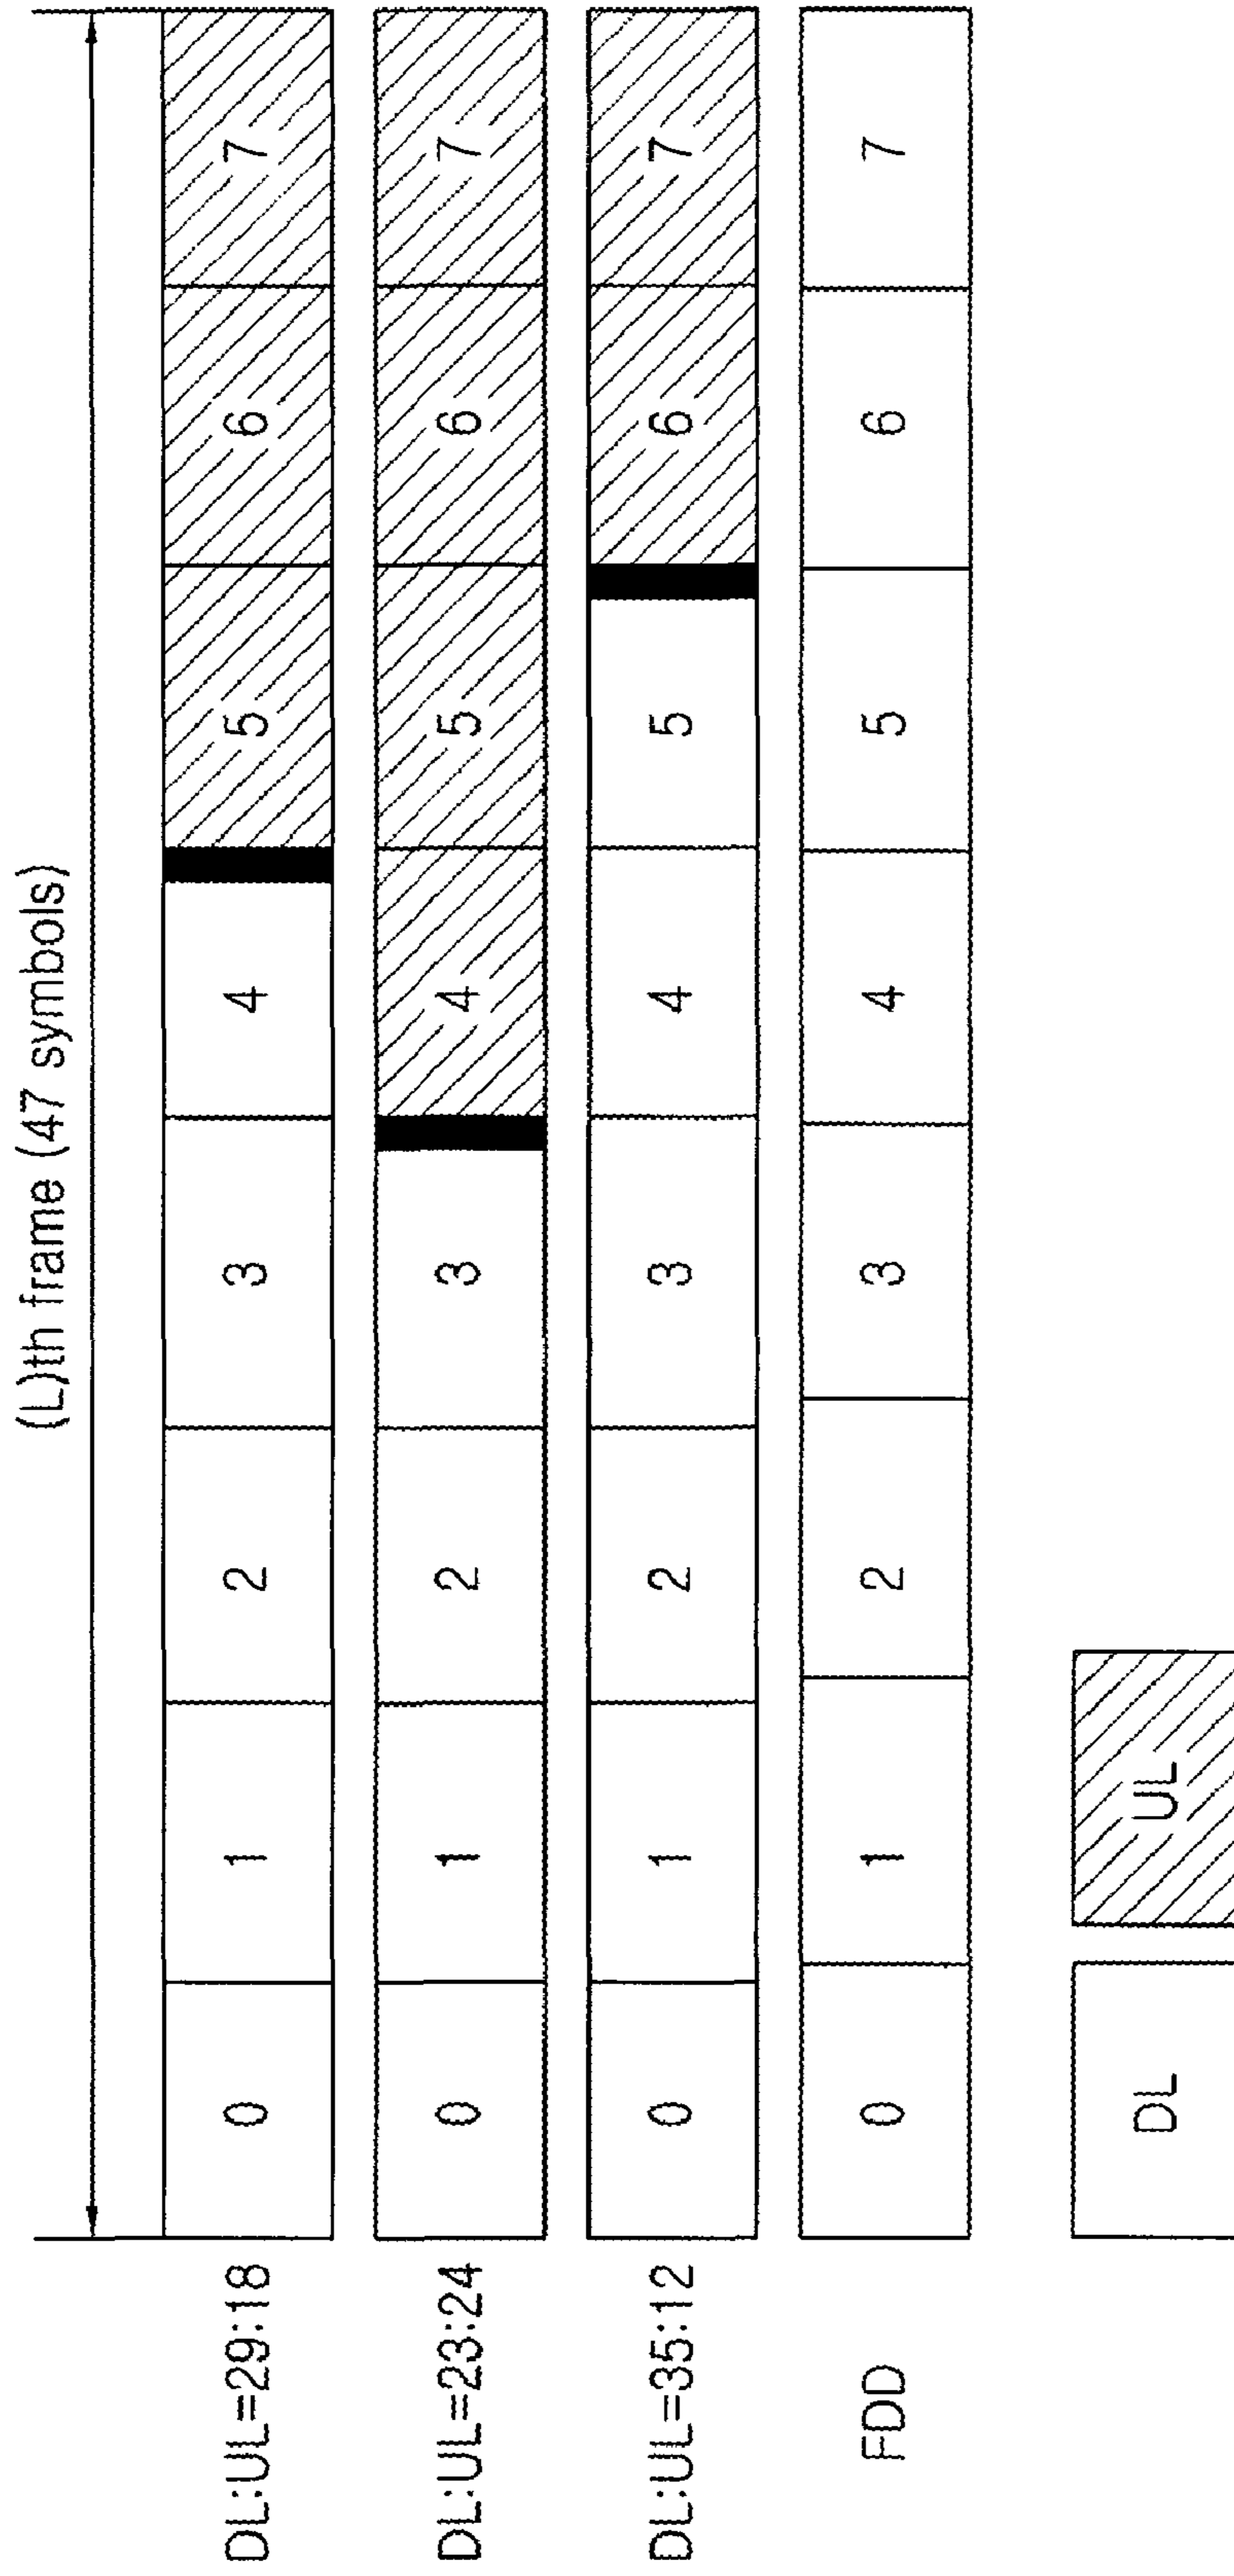 (L)th frame (47 symbols)
DL:UL=29:18 0 1 2 3 4 5 6 7
DL:UL=23:24 0 1 2 3 4 5 6 7
DL:UL=35:12 0 1 2 3 4 5 6 7
FDD 0 1 2 3 4 5 6 7
DL UL